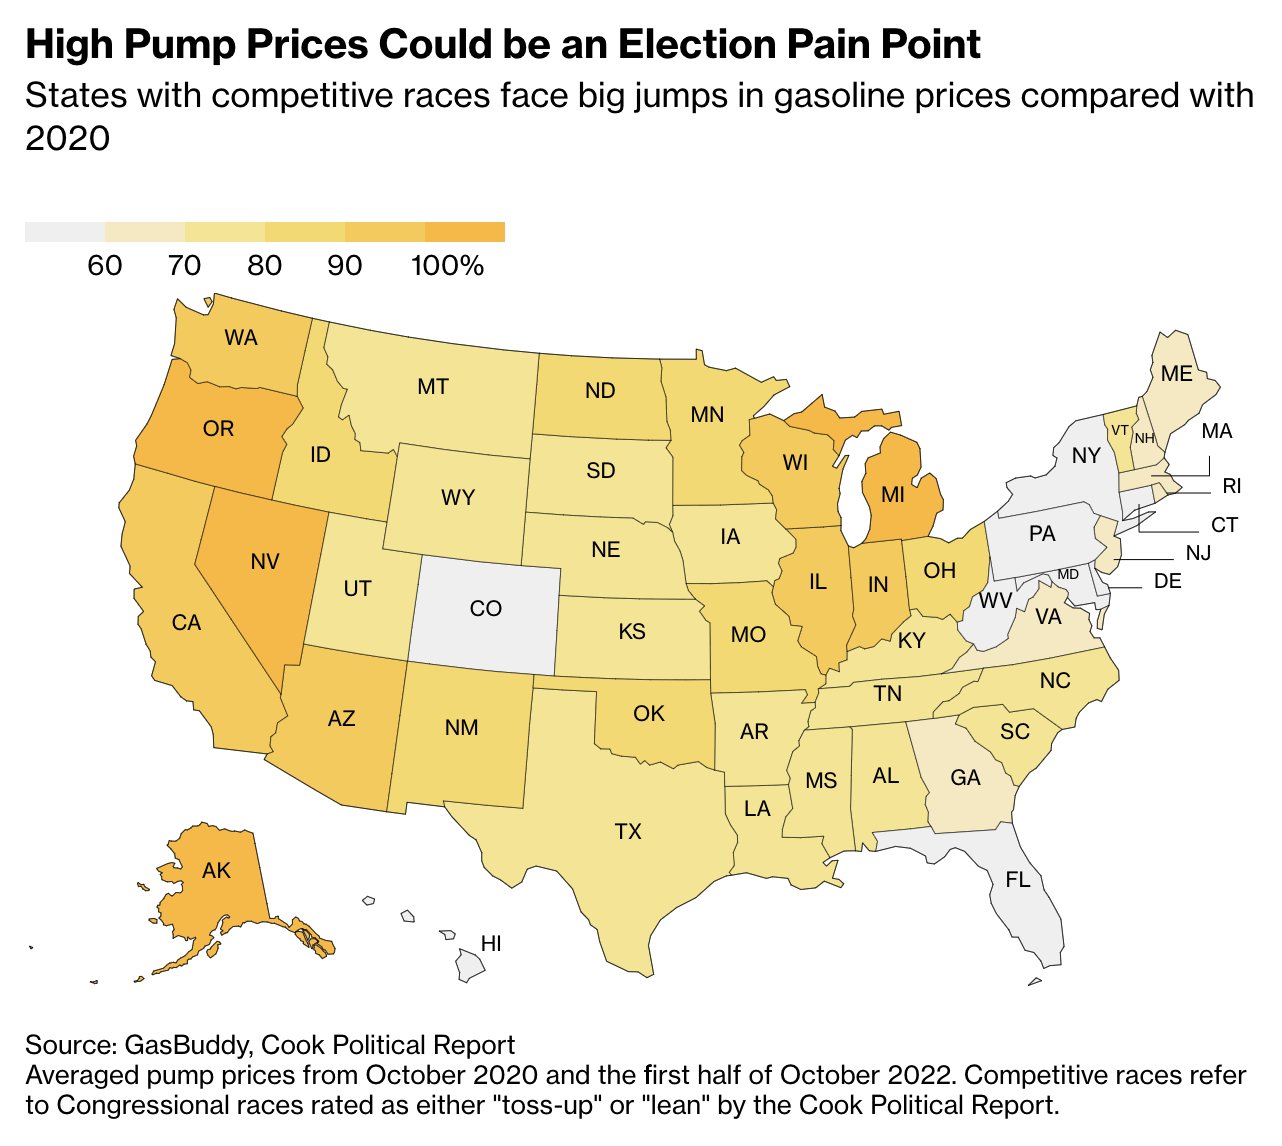 High Pump Prices Could be an Election Pain Point
States with competitive races face big jumps in gasoline prices compared with
2020
60 70 80 90 100%
WA
ME
MT
ND
MN
VT
OR
MA
NH
ID
NY
WI
SD
RI
MI
WY
CT
PA
IA
NE
NJ
NV
OH
MD
DE
UT
IL
IN
WV
CO
VA
CA
KS
MO
KY
NC
TN
OK
AZ
NM
AR
SC
MS
AL
GA
LA
TX
AK
FL
HI
Source: GasBuddy, Cook Political Report
Averaged pump prices from October 2020 and the first half of October 2022. Competitive races refer
to Congressional races rated as either "toss-up" or "lean" by the Cook Political Report.